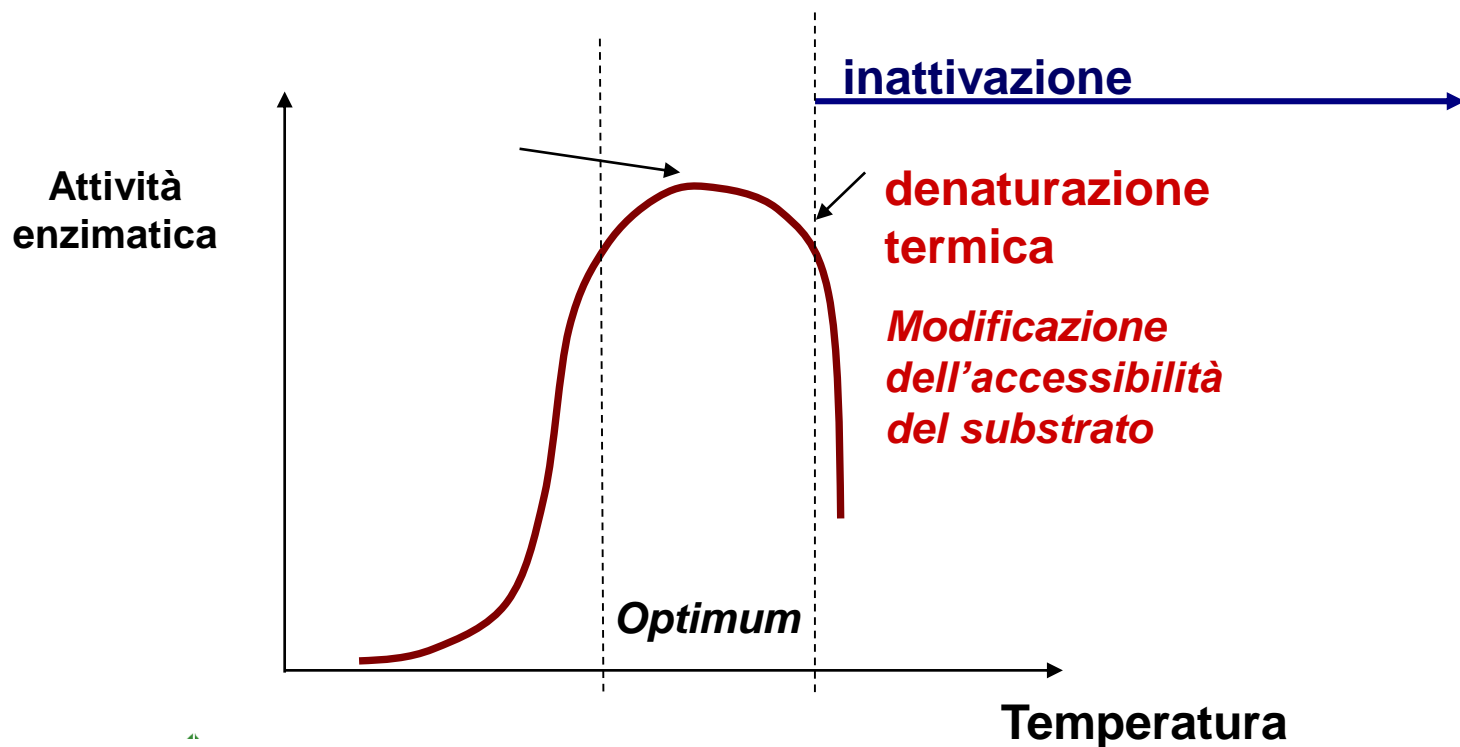 inattivazione
Attività
enzimatica
denaturazione
termica
Modificazione
dell’accessibilità
del substrato
Optimum
Temperatura